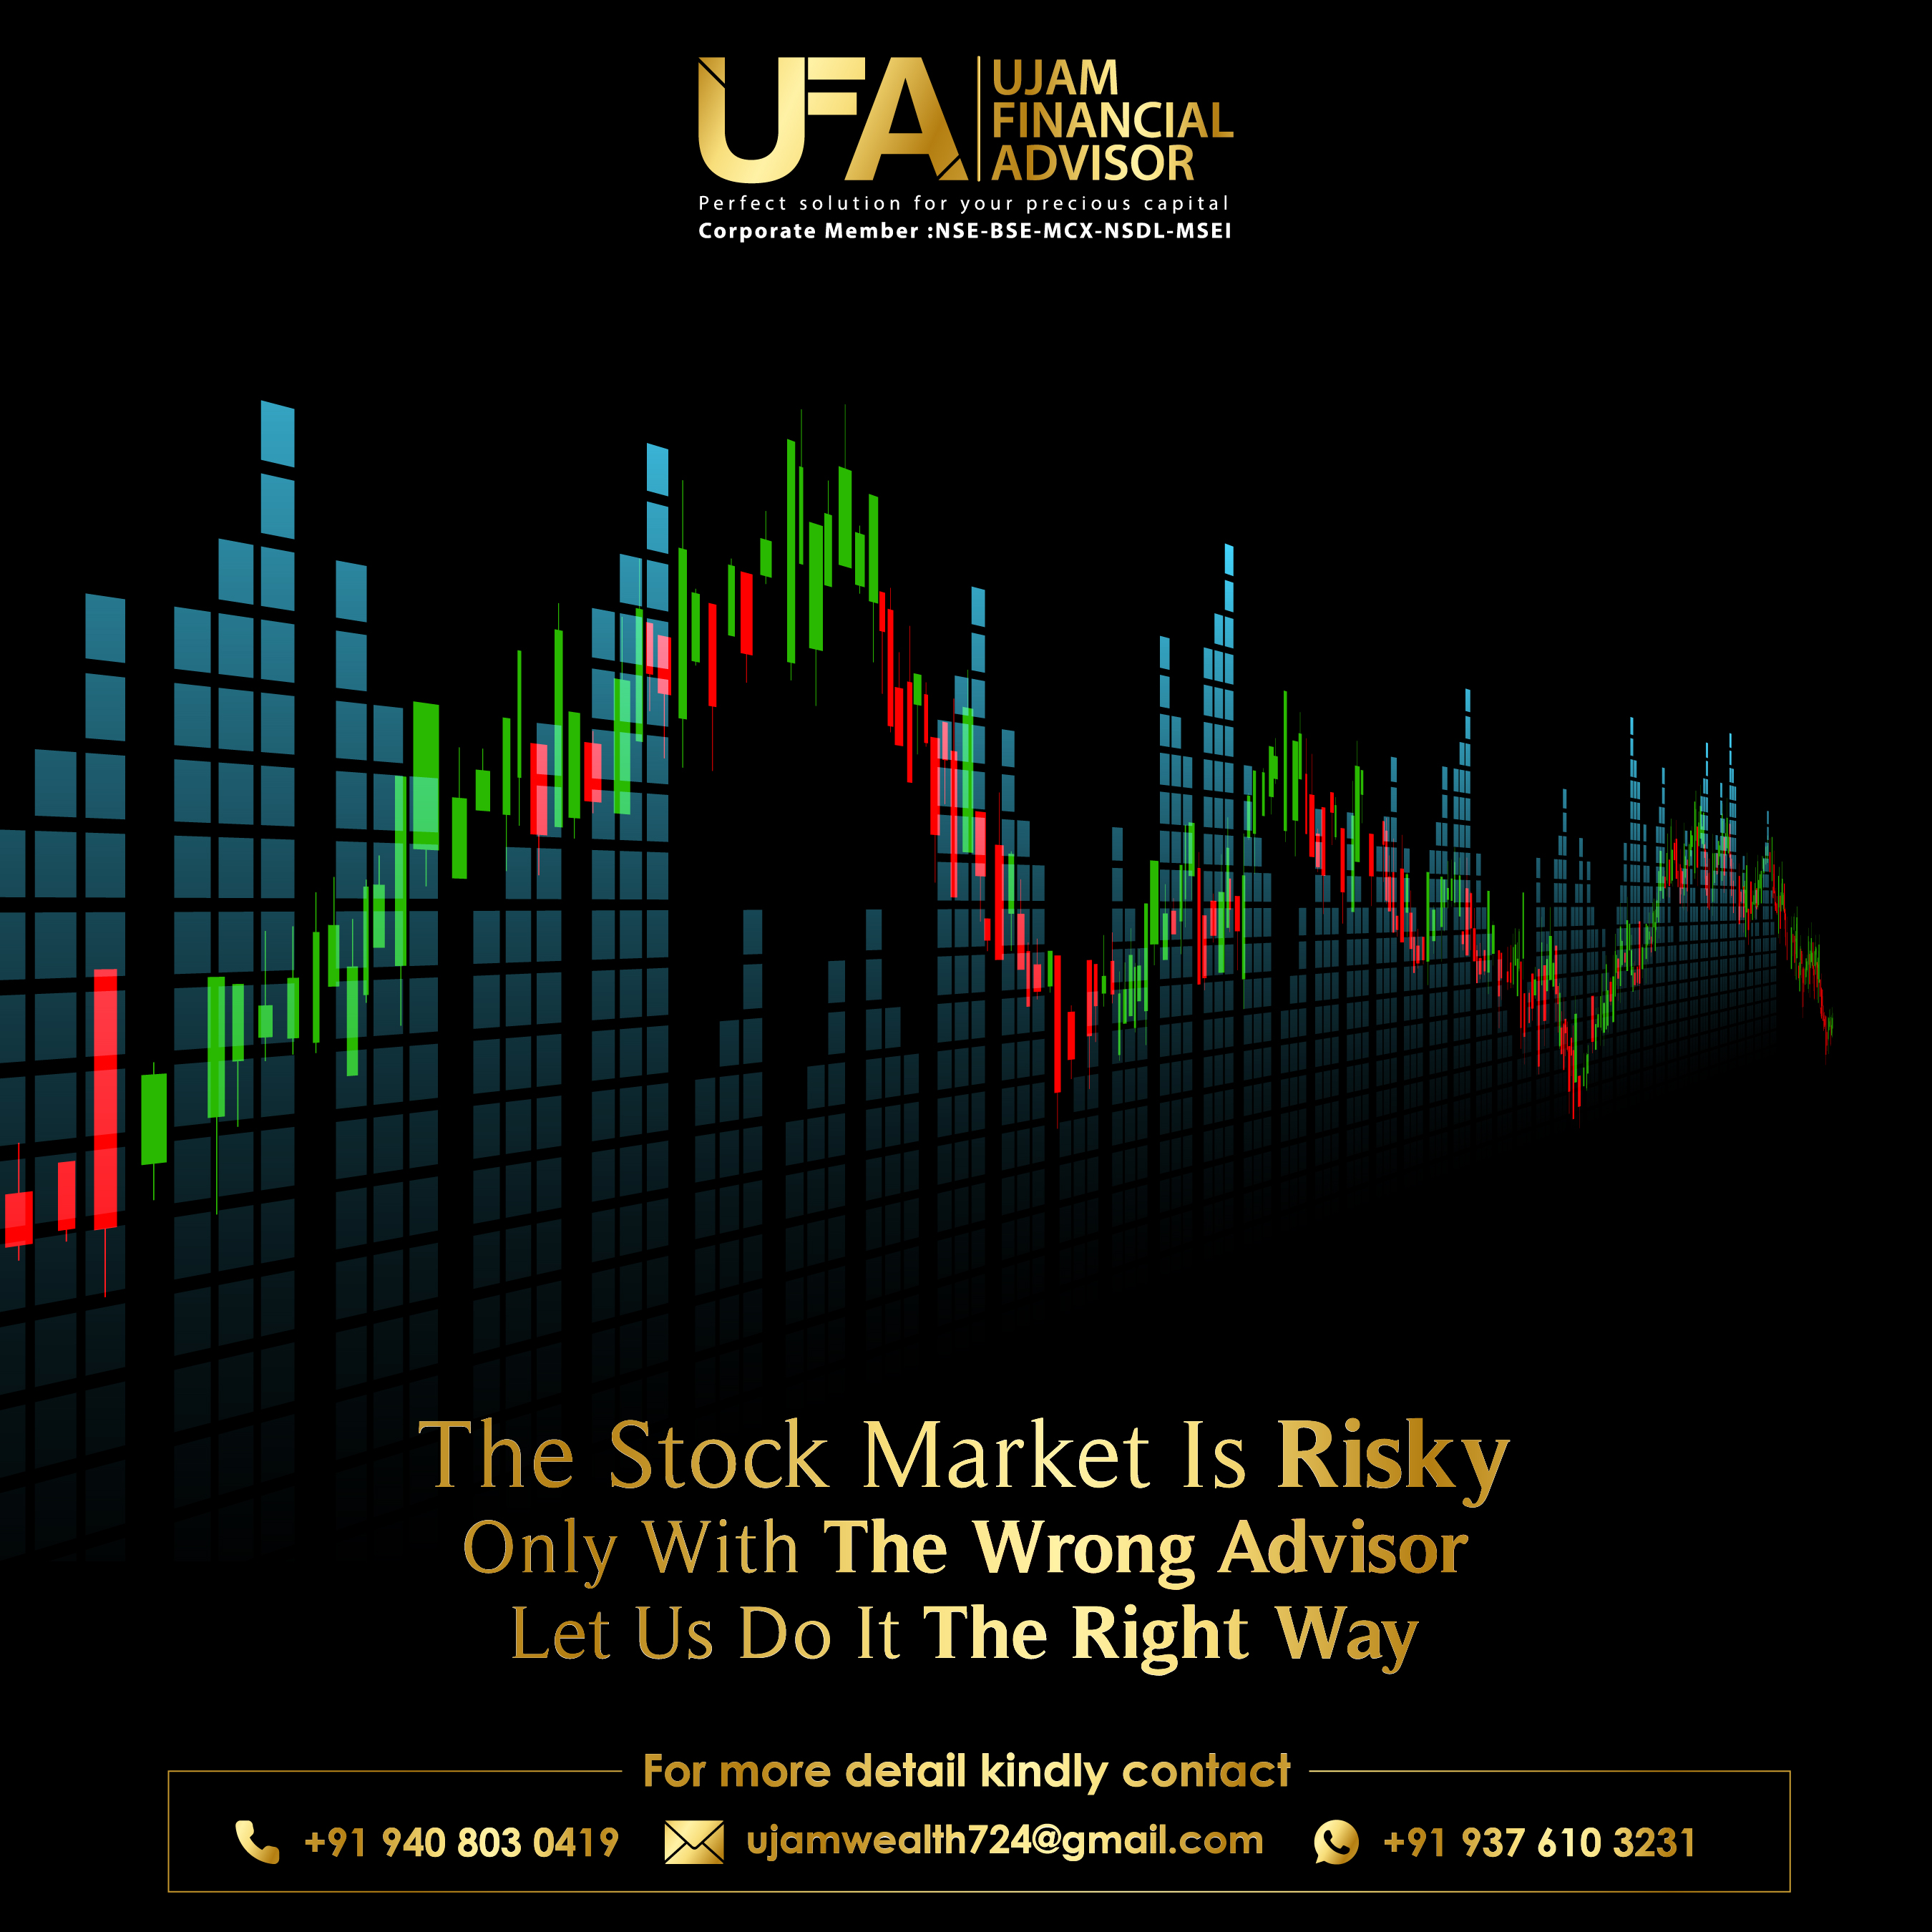 UFA
UJAM
FINANCIAL
ADVISOR
Perfect solution for your precious capital
Corporate Member :NSE-BSE-MCX-NSDL-MSEI
The Stock Market Is Risky
Only With The Wrong Advisor
Let Us Do It The Right Way
For more detail kindly contact
+91 940 803 0419 ujamwealth724@gmail.com +91 937 610 3231